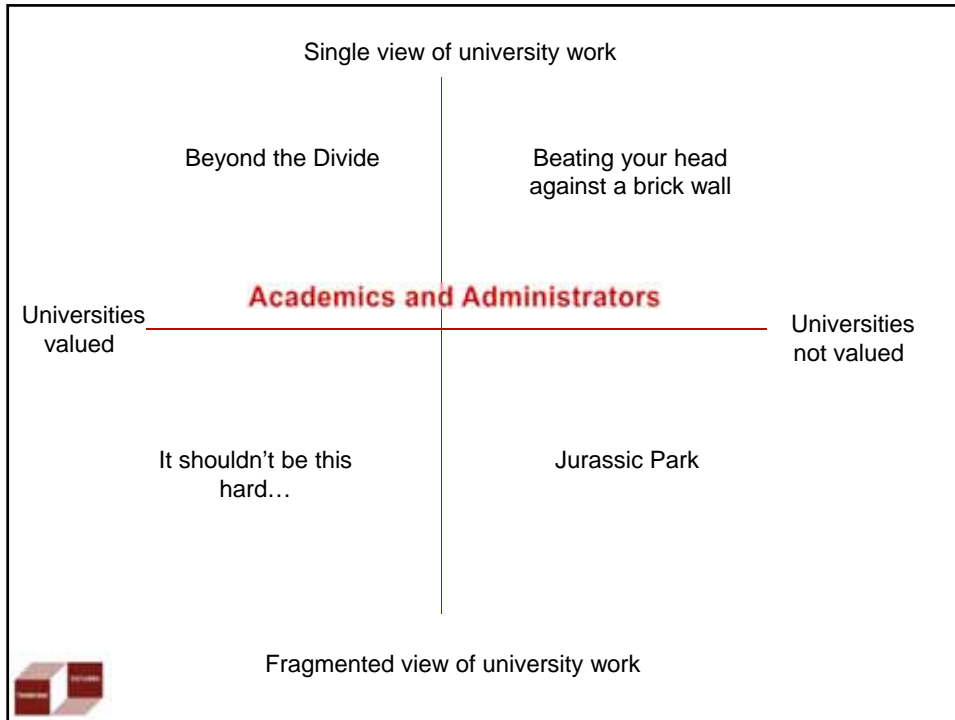 Single view of university work
Beyond the Divide
Beating your head
against a brick wall
Academics and Administrators
Universities
valued
Universities
not valued
It shouldn't be this
hard…
Jurassic Park
Fragmented view of university work